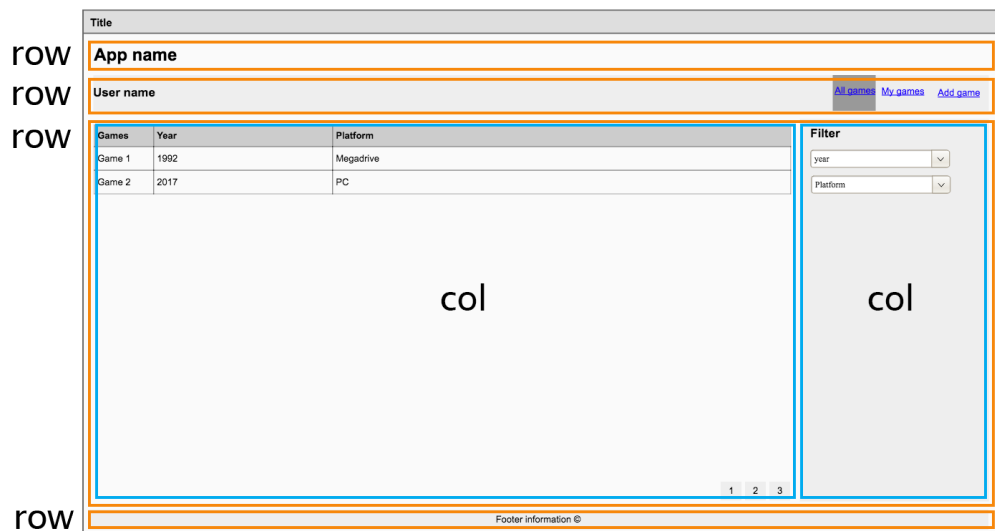 Title
row
App name
row
User name
All games My games Add game
row
Games Year Platform
Filter
Game 1 1992 Megadrive
year
Game 2 2017 PC
Platform
col
col
1 2 3
row
Footer information ©